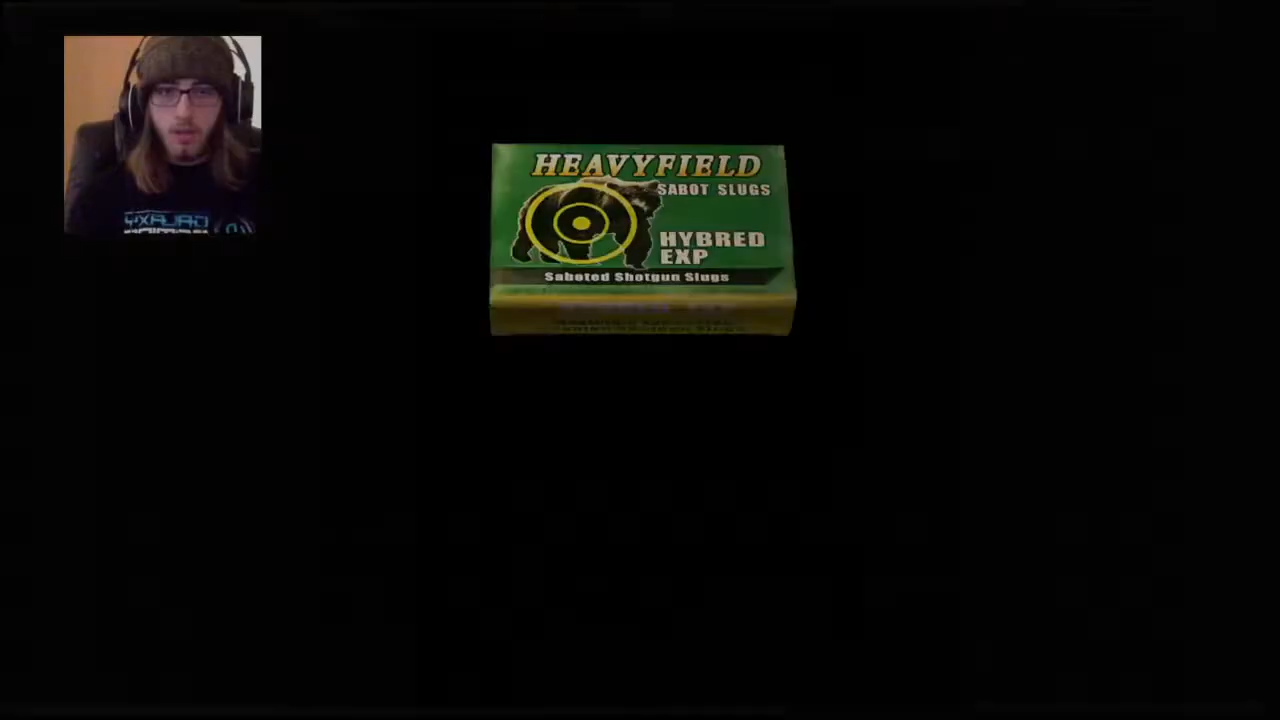 HEAVYFIELD
SABOT SLUGS
HYBRED
EXP
Saboted Shotgun Slugs